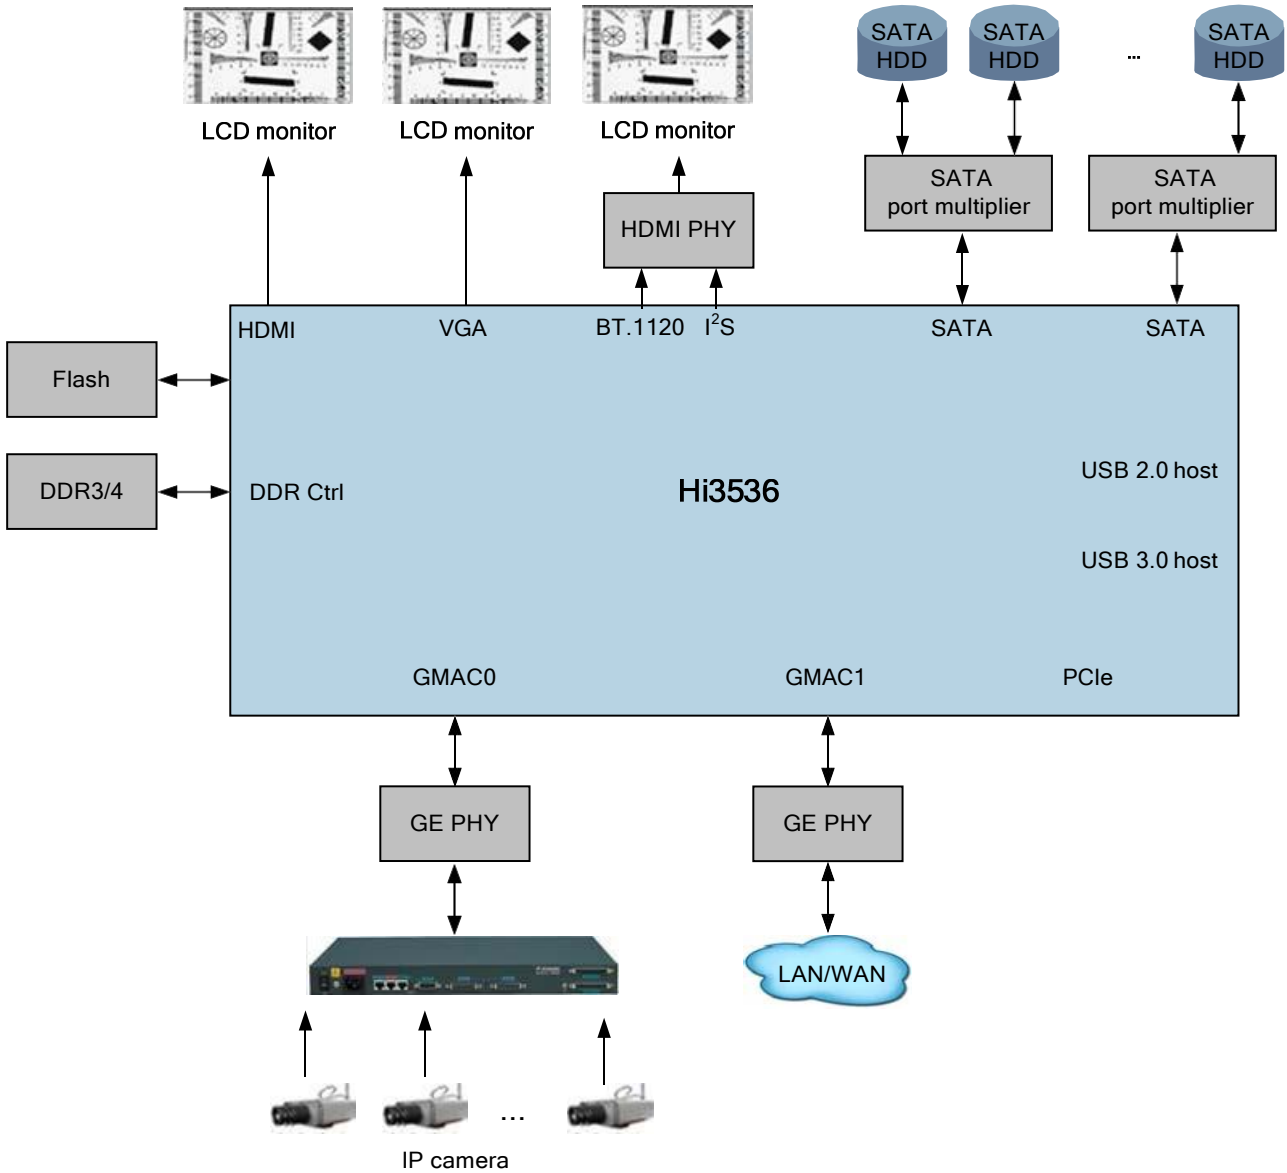 SATA
HDD
SATA
HDD
...
SATA
HDD
LCD monitor
LCD monitor
LCD monitor
HDMI PHY
SATA
port multiplier
SATA
port multiplier
HDMI
VGA
BT.1120
I²S
SATA
SATA
Flash
DDR3/4
DDR Ctrl
Hi3536
USB 2.0 host
USB 3.0 host
GMAC0
GMAC1
PCIe
GE PHY
GE PHY
LAN/WAN
...
IP camera